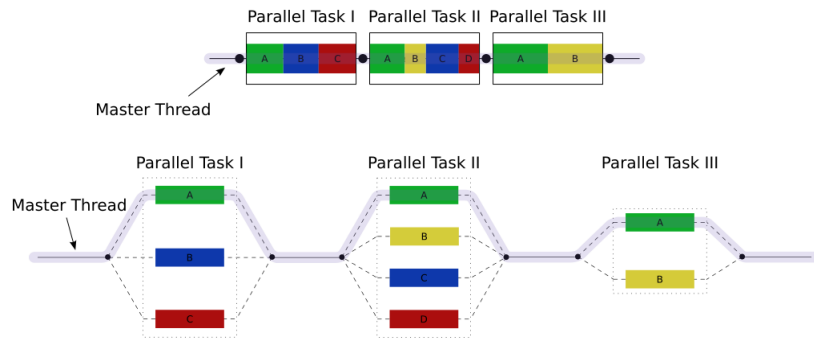 Parallel Task I Parallel Task II Parallel Task III
A B C A B C D A B
Master Thread
Parallel Task I Parallel Task II Parallel Task III
A A
A
Master Thread
B
B
C B
C D